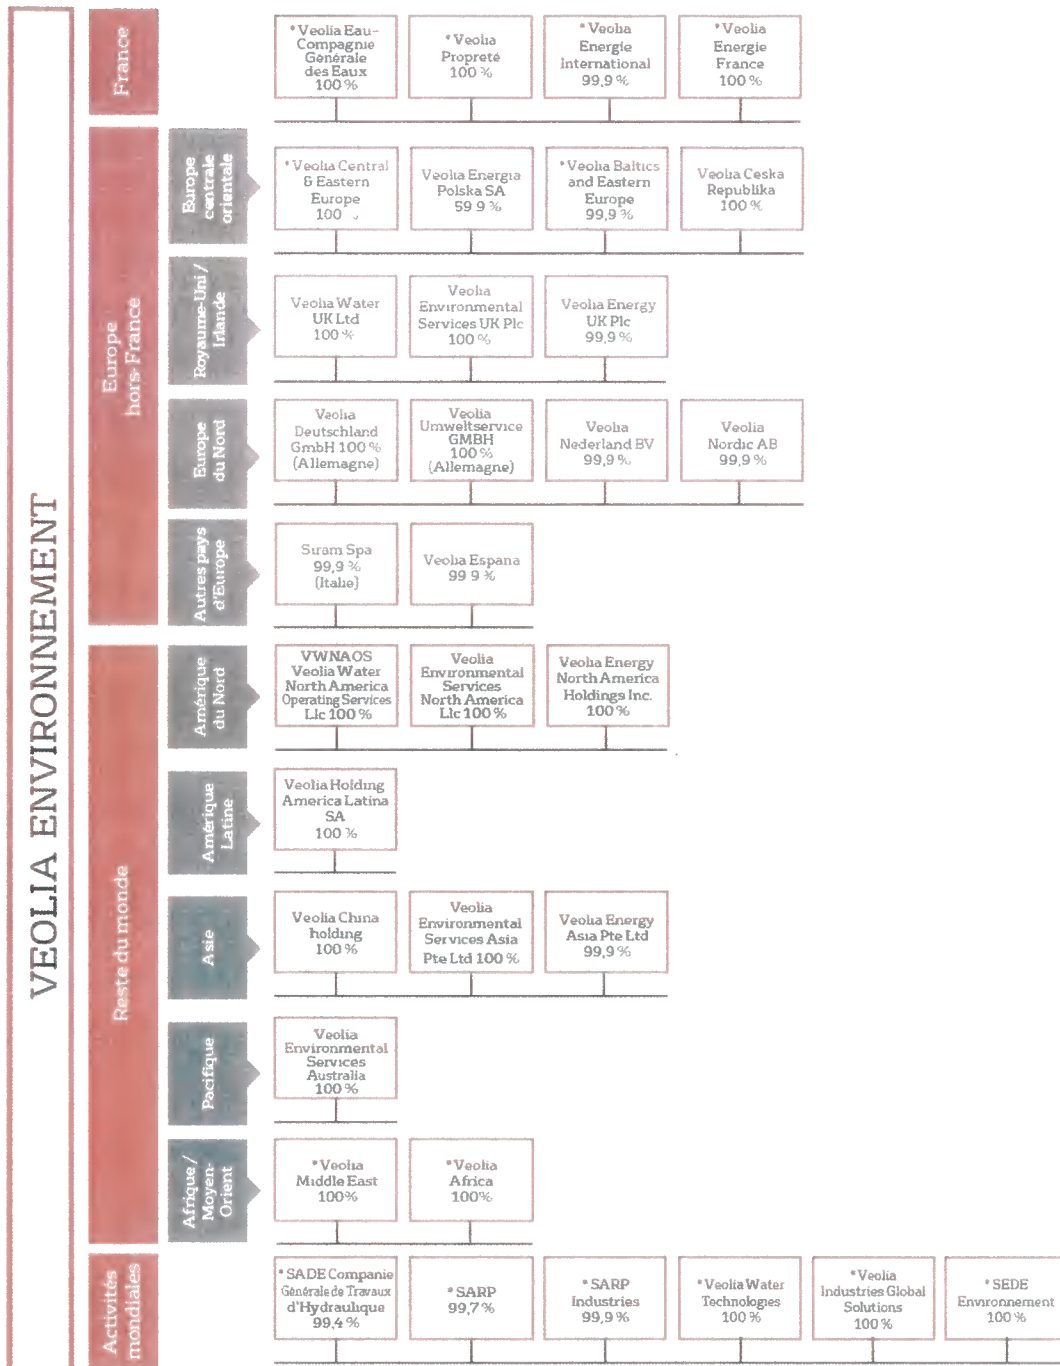 VEOLIA ENVIRONNEMENT
France
* Veolia Eau-
Compagnie
Générale
des Eaux
100 %
* Veolia
Propreté
100 %
* Veolia
Energie
International
99,9 %
* Veolia
Energie
France
100 %
Europe
hors-France
Europe
centrale
orientale
* Veolia Central
& Eastern
Europe
100
Veolia Energia
Polska SA
59 9 %
* Veolia Baltics
and Eastern
Europe
99,9 %
Veolia Ceska
Republika
100 %
Royaume-Uni /
Irlande
Veolia Water
UK Ltd
100 %
Veolia
Environmental
Services UK Plc
100 %
Veolia Energy
UK Plc
99,9 %
Europe
du Nord
Veolia
Deutschland
GmbH 100 %
(Allemagne)
Veolia
Umweltservice
GMBH
100 %
(Allemagne)
Veolia
Nederland BV
99,9 %
Veolia
Nordic AB
99,9 %
Autres pays
d'Europe
Siram Spa
99,9 %
(Italie)
Veolia Espana
99 9 %
Reste du monde
Amérique
du Nord
VWNAOS
Veolia Water
North America
Operating Services
Llc 100 %
Veolia
Environmental
Services
North America
Llc 100 %
Veolia Energy
North America
Holdings Inc.
100 %
Amérique
Latine
Veolia Holding
America Latina
SA
100 %
Asie
Veolia China
holding
100 %
Veolia
Environmental
Services Asia
Pte Ltd 100 %
Veolia Energy
Asia Pte Ltd
99,9 %
Pacifique
Veolia
Environmental
Services
Australia
100 %
Afrique /
Moyen-
Orient
* Veolia
Middle East
100%
* Veolia
Africa
100%
Activités
mondiales
* SADE Companie
Générale de Travaux
d'Hydraulique
99,4 %
* SARP
99,7 %
* SARP
Industries
99,9 %
* Veolia Water
Technologies
100 %
* Veolia
Industries Global
Solutions
100 %
* SEDE
Environnement
100 %